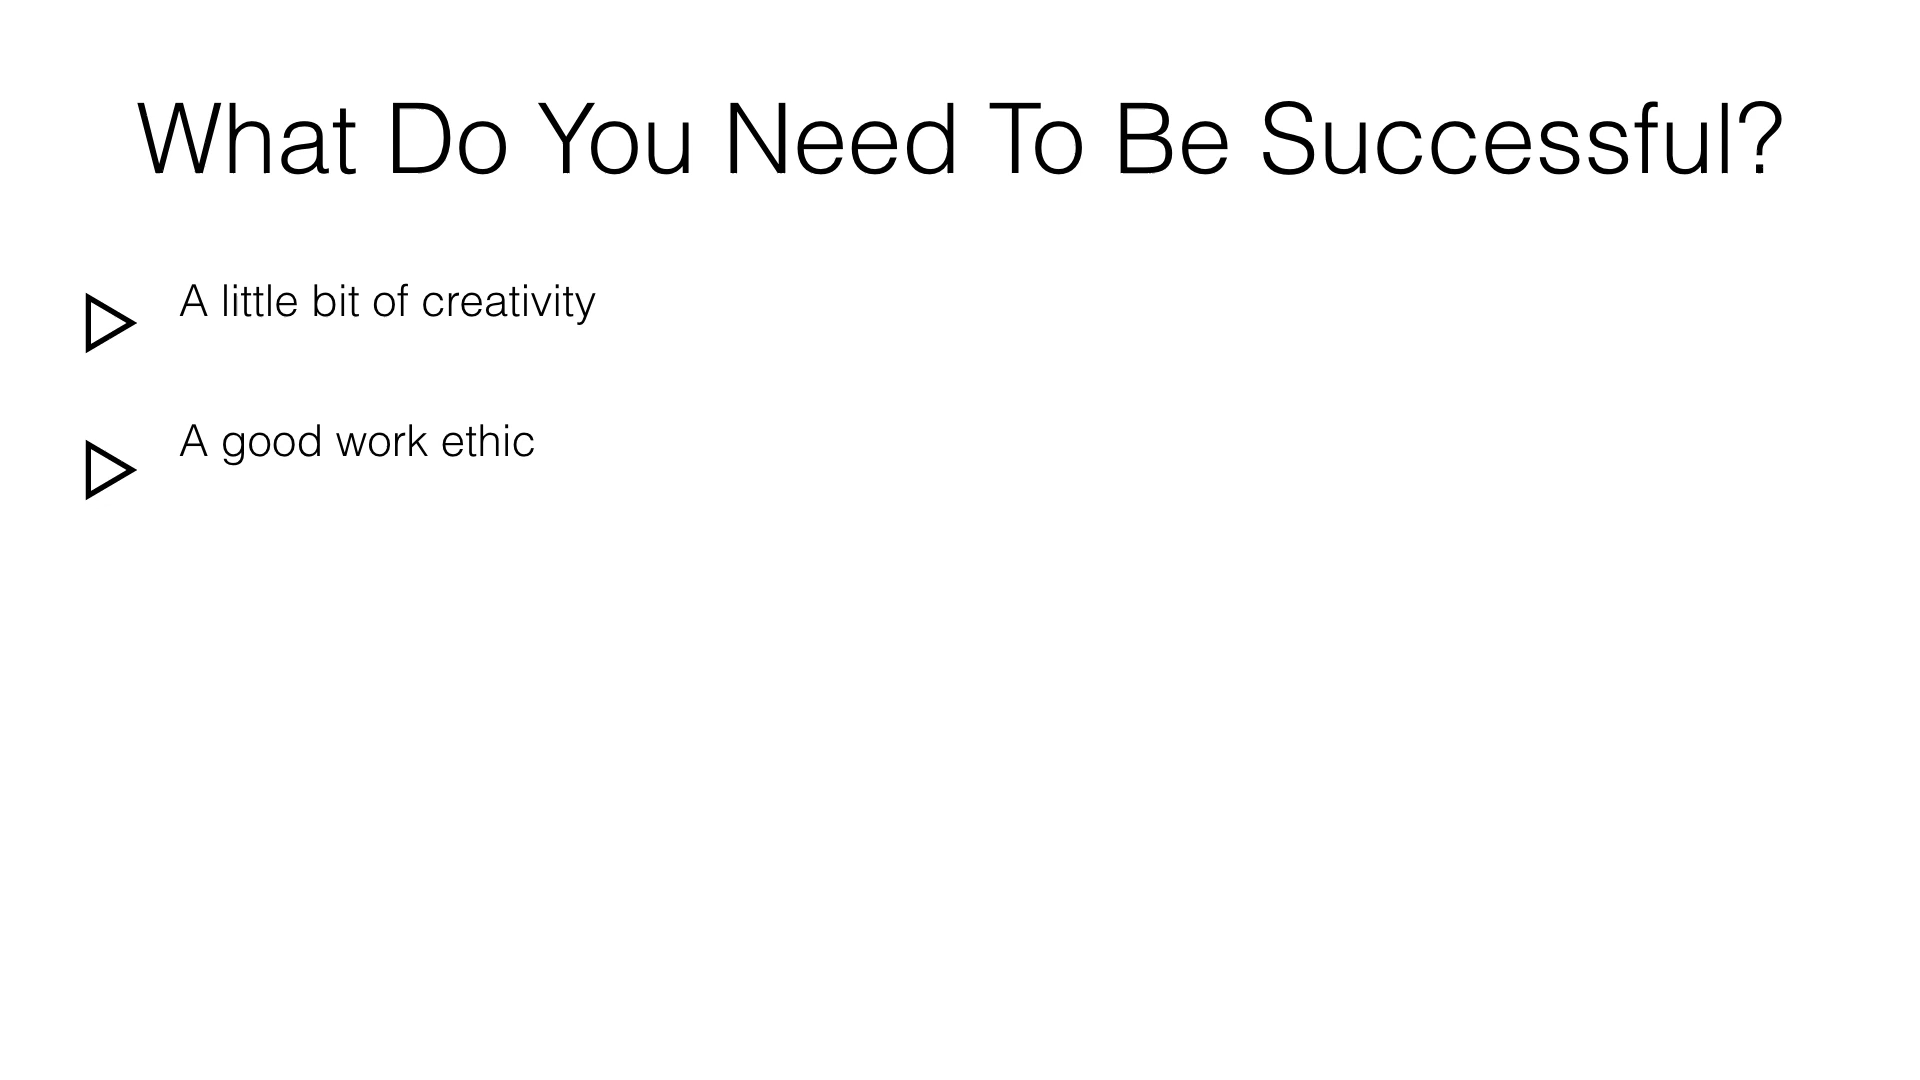 What Do You Need To Be Successful?
A little bit of creativity
A good work ethic